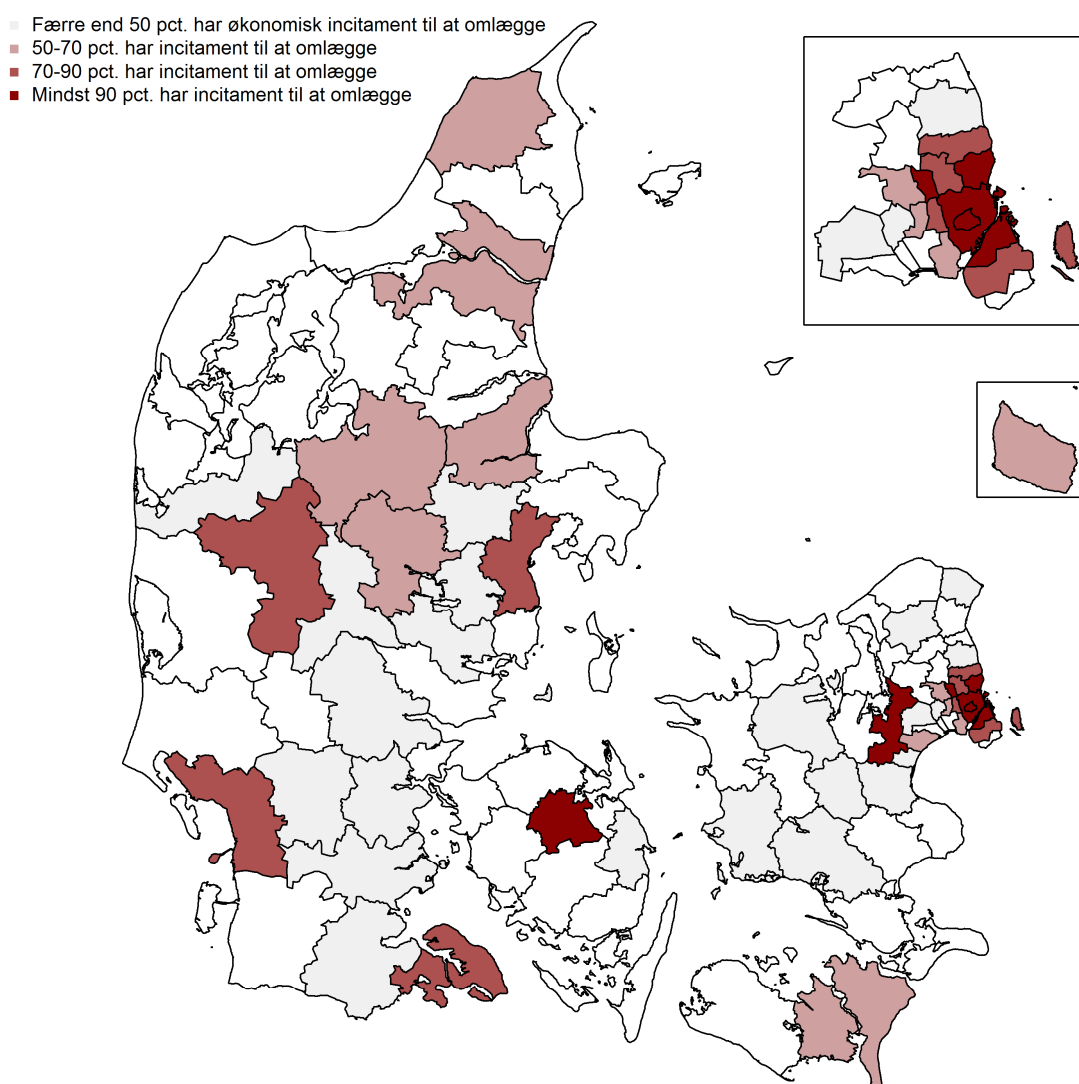 Færre end 50 pct. har økonomisk incitament til at omlægge
50-70 pct. har incitament til at omlægge
70-90 pct. har incitament til at omlægge
Mindst 90 pct. har incitament til at omlægge